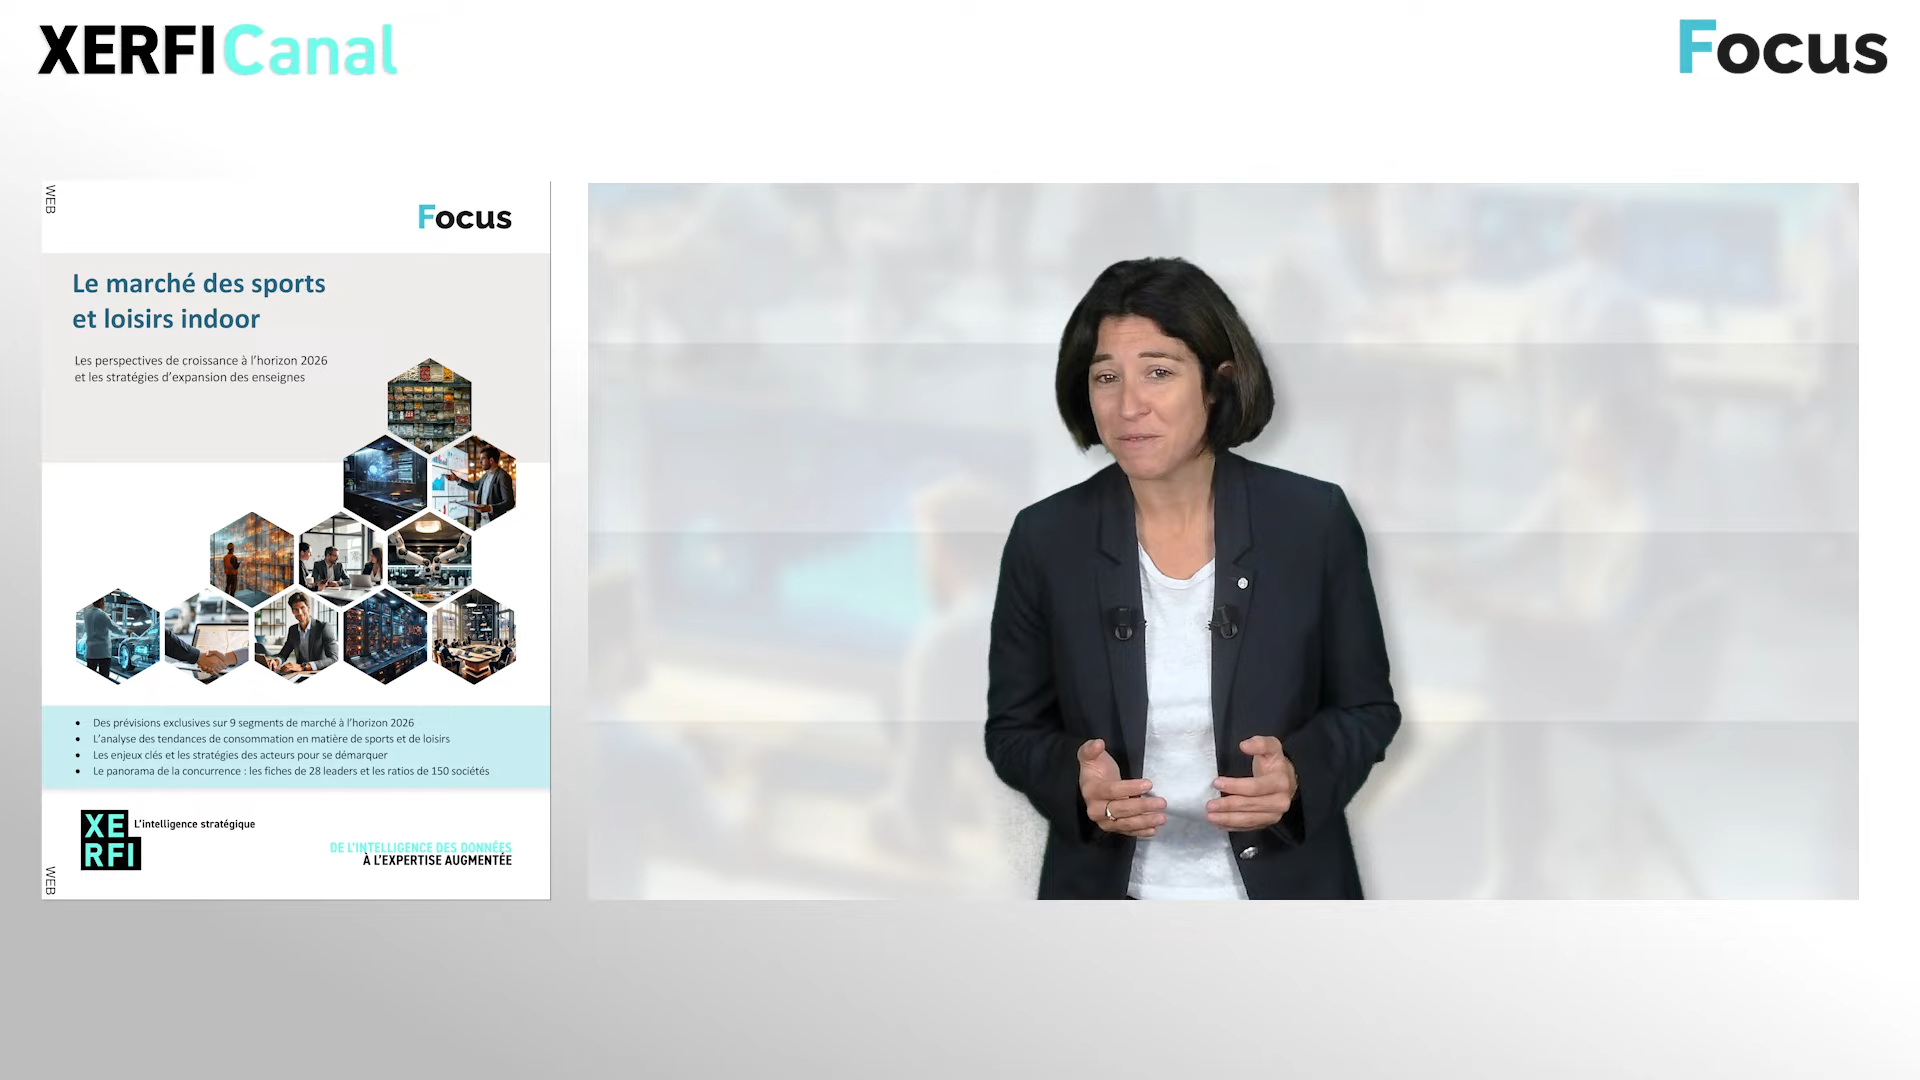 XERFI Canal
Focus
WEB
Focus
Le marché des sports
et loisirs indoor
Les perspectives de croissance à l'horizon 2026
et les stratégies d'expansion des enseignes
• Des prévisions exclusives sur 9 segments de marché à l'horizon 2026
• L'analyse des tendances de consommation en matière de sports et de loisirs
• Les enjeux clés et les stratégies des acteurs pour se démarquer
• Le panorama de la concurrence : les fiches de 28 leaders et les ratios de 150 sociétés
XE
RFI
L'intelligence stratégique
DE L'INTELLIGENCE DES DONNÉES
À L'EXPERTISE AUGMENTÉE
WEB